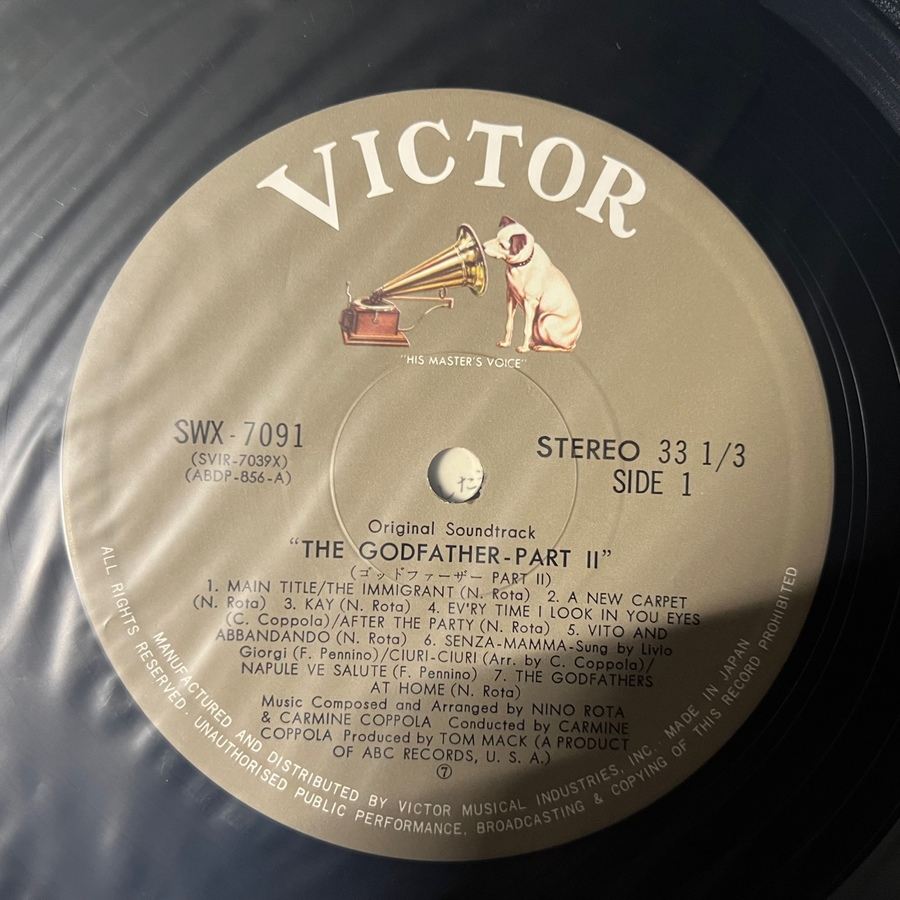 VICTOR
"HIS MASTER'S VOICE"
SWX-7091
(SVIR-7039X)
(ABDP-856-A)
STEREO 33 1/3
SIDE 1
Original Soundtrack
"THE GODFATHER-PART II"
(ゴッドファーザー PART II)
1. MAIN TITLE/THE IMMIGRANT (N. Rota) 2. A NEW CARPET
(N. Rota) 3. KAY (N. Rota) 4. EV'RY TIME I LOOK IN YOU EYES
(C. Coppola)/AFTER THE PARTY (N. Rota) 5. VITO AND
ABBANDANDO (N. Rota) 6. SENZA-MAMMA-Sung by Livio
Giorgi (F. Pennino)/CIURI-CIURI (Arr. by C. Coppola)/
NAPULE VE SALUTE (F. Pennino) 7. THE GODFATHERS
AT HOME (N. Rota)
Music Composed and Arranged by NINO ROTA
& CARMINE COPPOLA Conducted by CARMINE
COPPOLA Produced by TOM MACK (A PRODUCT
OF ABC RECORDS, U. S. A.)
⑦
MANUFACTURED AND DISTRIBUTED BY VICTOR MUSICAL INDUSTRIES, INC. MADE IN JAPAN
ALL RIGHTS RESERVED. UNAUTHORISED PUBLIC PERFORMANCE, BROADCASTING & COPYING OF THIS RECORD PROHIBITED